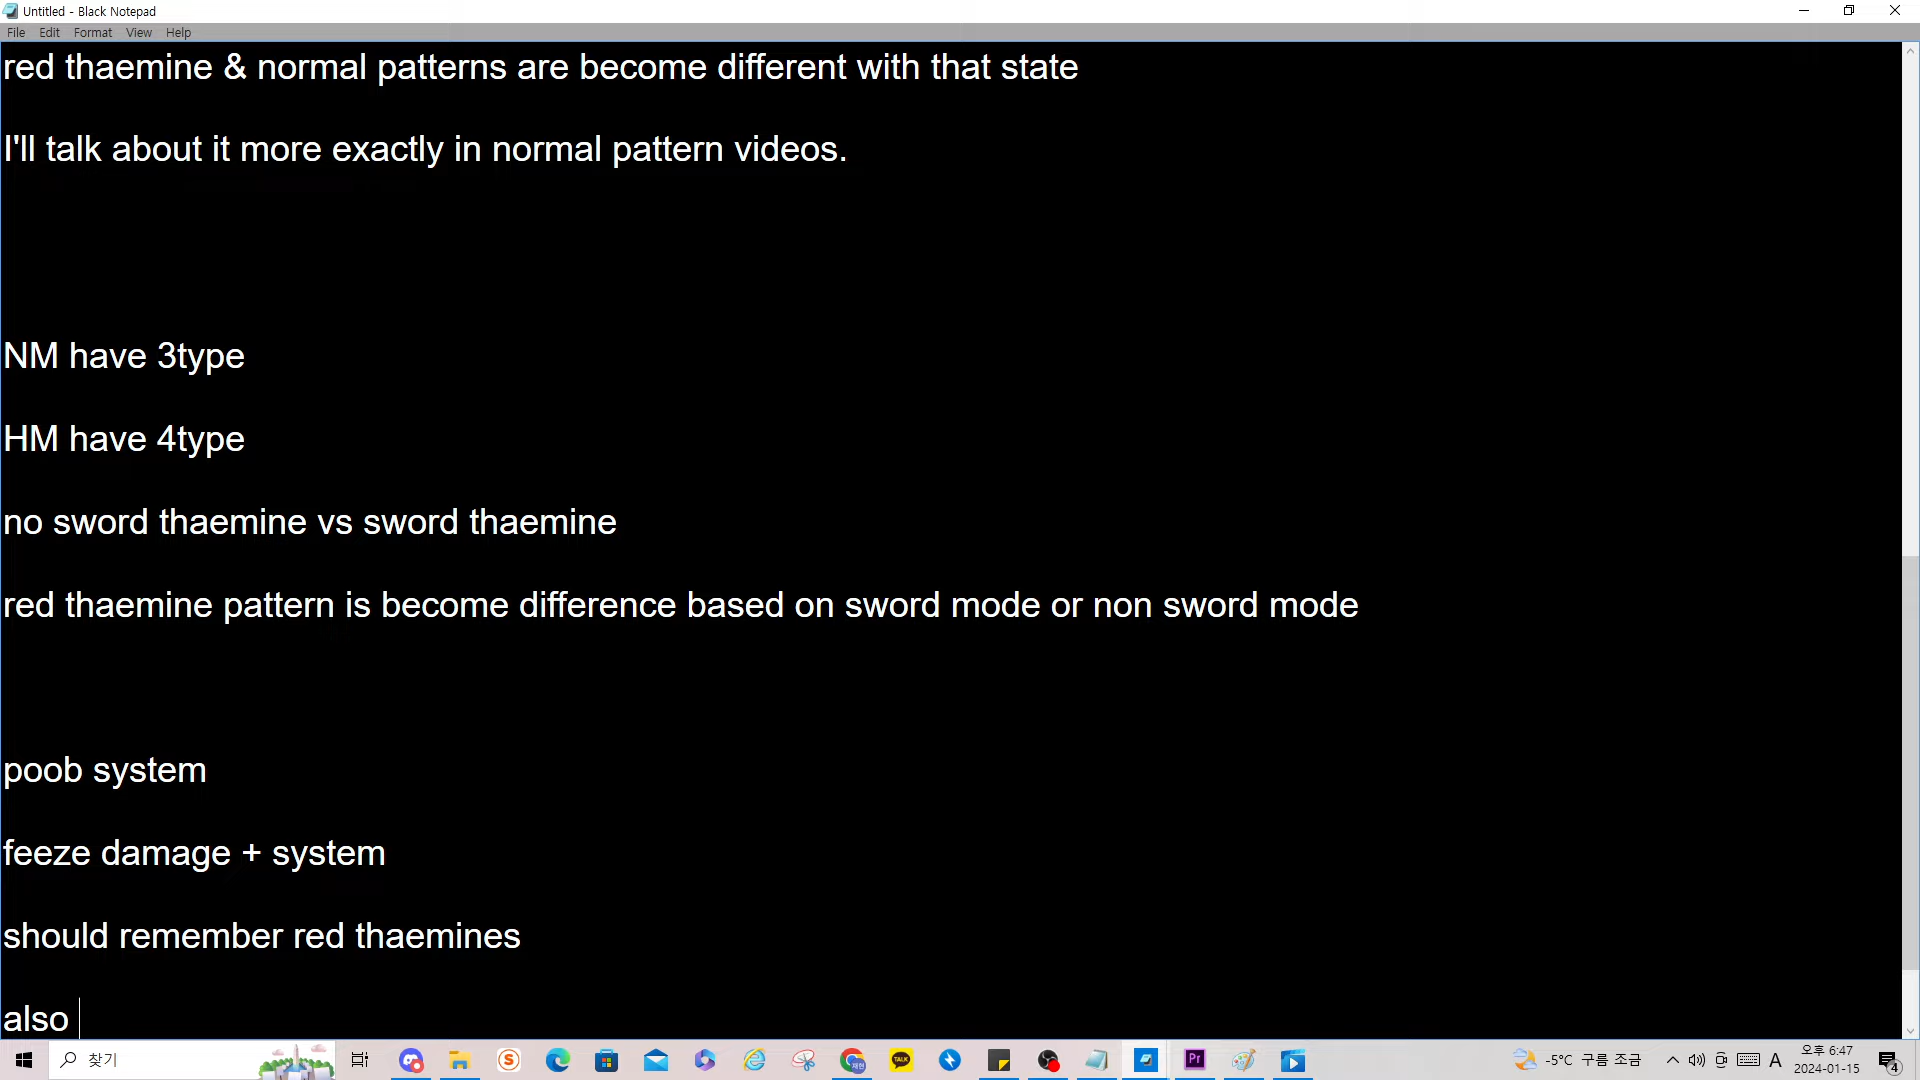 Untitled - Black Notepad
File Edit Format View Help
red thaemine & normal patterns are become different with that state
I'll talk about it more exactly in normal pattern videos.
NM have 3type
HM have 4type
no sword thaemine vs sword thaemine
red thaemine pattern is become difference based on sword mode or non sword mode
poob system
feeze damage + system
should remember red thaemines
also
찾기
S
TALK
Pr
-5°C 구름 조금
A
오후 6:47
2024-01-15
4